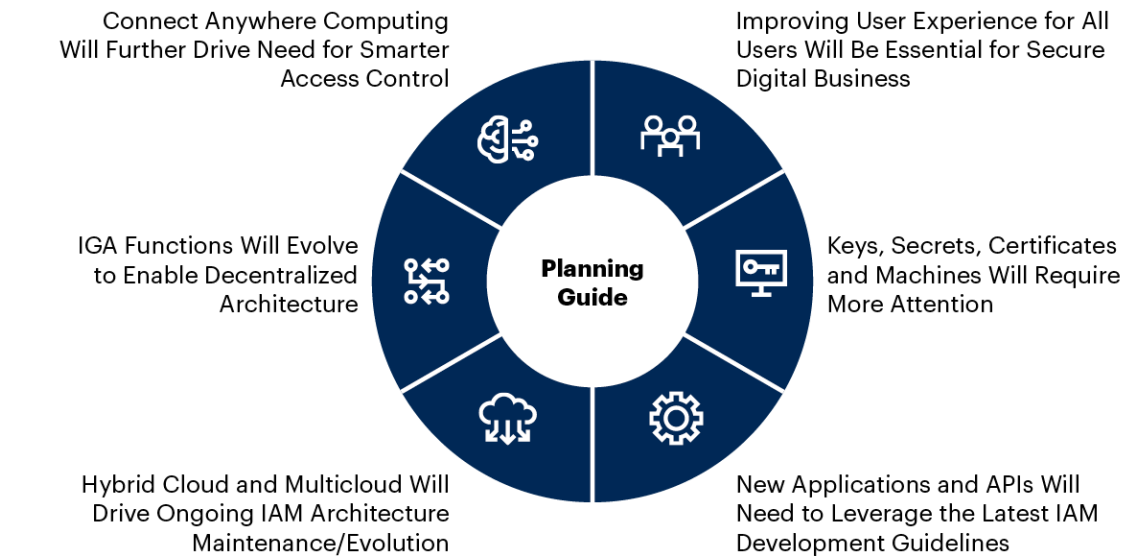 Connect Anywhere Computing
Will Further Drive Need for Smarter
Access Control
Improving User Experience for All
Users Will Be Essential for Secure
Digital Business
IGA Functions Will Evolve
to Enable Decentralized
Architecture
Planning
Guide
Keys, Secrets, Certificates
and Machines Will Require
More Attention
Hybrid Cloud and Multicloud Will
Drive Ongoing IAM Architecture
Maintenance/Evolution
New Applications and APIs Will
Need to Leverage the Latest IAM
Development Guidelines